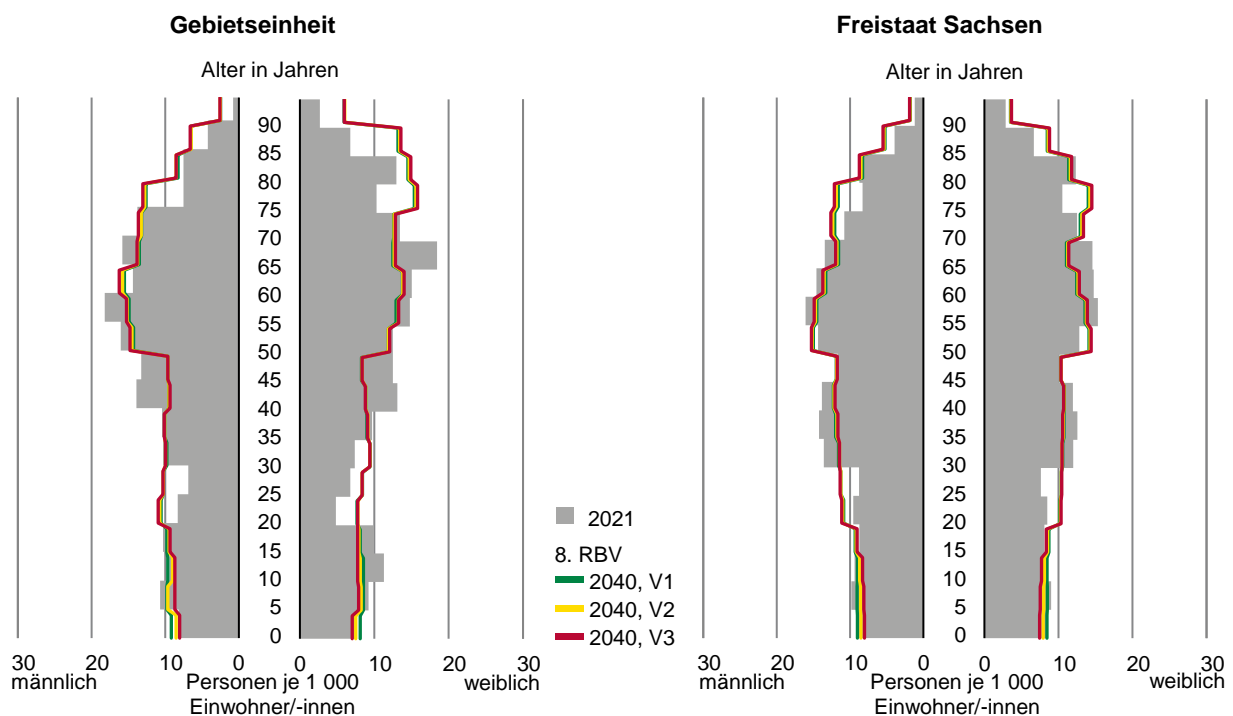 Gebietseinheit
Alter in Jahren
90
85
80
75
70
65
60
55
50
45
40
35
30
25
20
15
10
5
0
30 20 10 0 0 10 20 30
männlich Personen je 1 000 weiblich
Einwohner/-innen
2021
8. RBV
2040, V1
2040, V2
2040, V3
Freistaat Sachsen
Alter in Jahren
90
85
80
75
70
65
60
55
50
45
40
35
30
25
20
15
10
5
0
30 20 10 0 0 10 20 30
männlich Personen je 1 000 weiblich
Einwohner/-innen